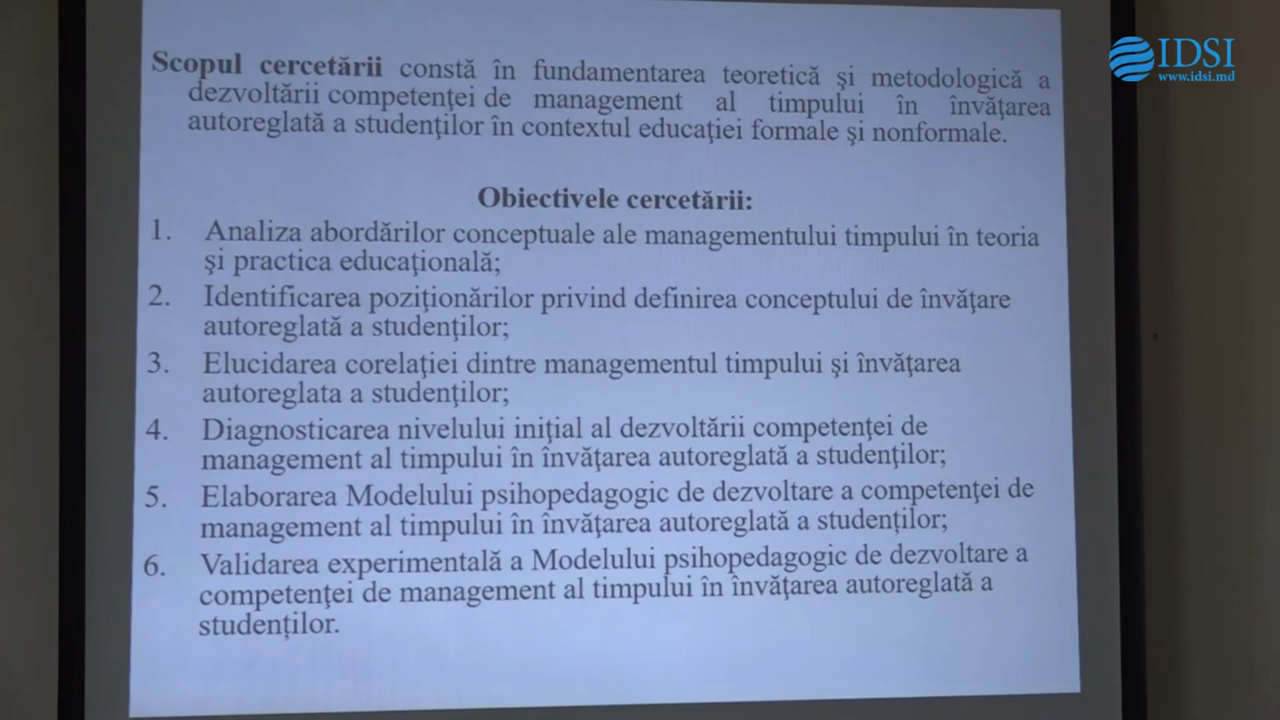 IDSI
www.idsi.md
Scopul cercetării constă în fundamentarea teoretică şi metodologică a
dezvoltării competenţei de management al timpului în învăţarea
autoreglată a studenţilor în contextul educaţiei formale şi nonformale.
Obiectivele cercetării:
1. Analiza abordărilor conceptuale ale managementului timpului în teoria
şi practica educaţională;
2. Identificarea poziţionărilor privind definirea conceptului de învăţare
autoreglată a studenţilor;
3. Elucidarea corelaţiei dintre managementul timpului şi învăţarea
autoreglata a studenţilor;
4. Diagnosticarea nivelului iniţial al dezvoltării competenţei de
management al timpului în învăţarea autoreglată a studenţilor;
5. Elaborarea Modelului psihopedagogic de dezvoltare a competenţei de
management al timpului în învăţarea autoreglată a studenților;
6. Validarea experimentală a Modelului psihopedagogic de dezvoltare a
competenţei de management al timpului în învăţarea autoreglată a
studenților.